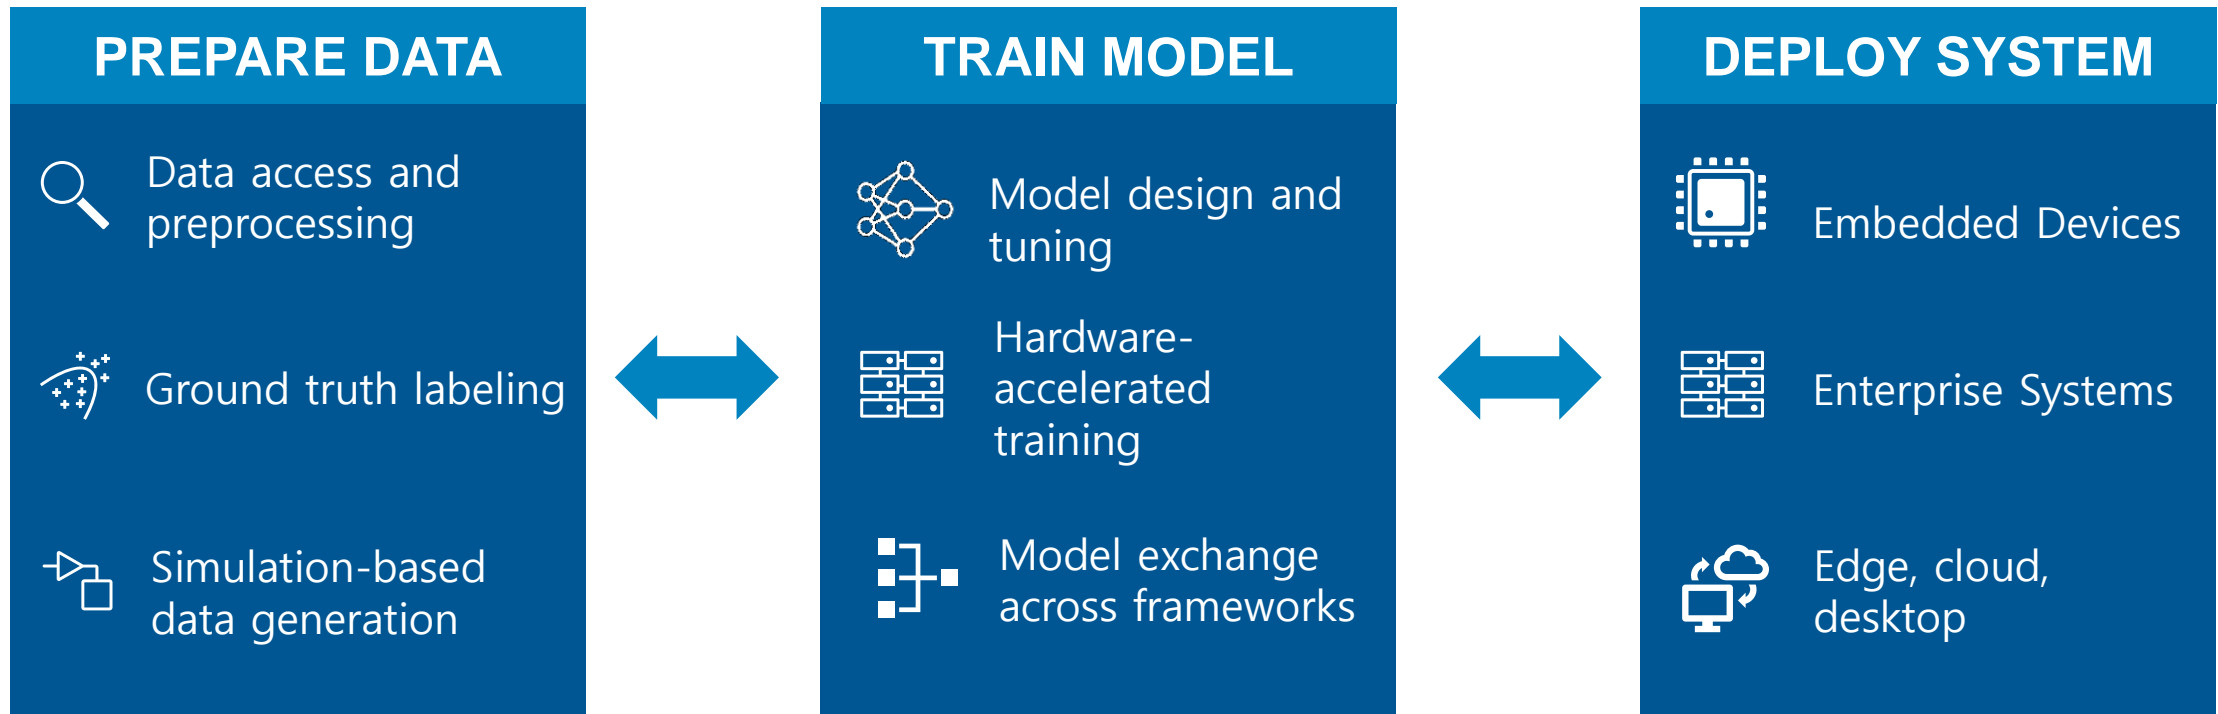 PREPARE DATA
Data access and
preprocessing
Ground truth labeling
Simulation-based
data generation
TRAIN MODEL
Model design and
tuning
Hardware-
accelerated
training
Model exchange
across frameworks
DEPLOY SYSTEM
Embedded Devices
Enterprise Systems
Edge, cloud,
desktop